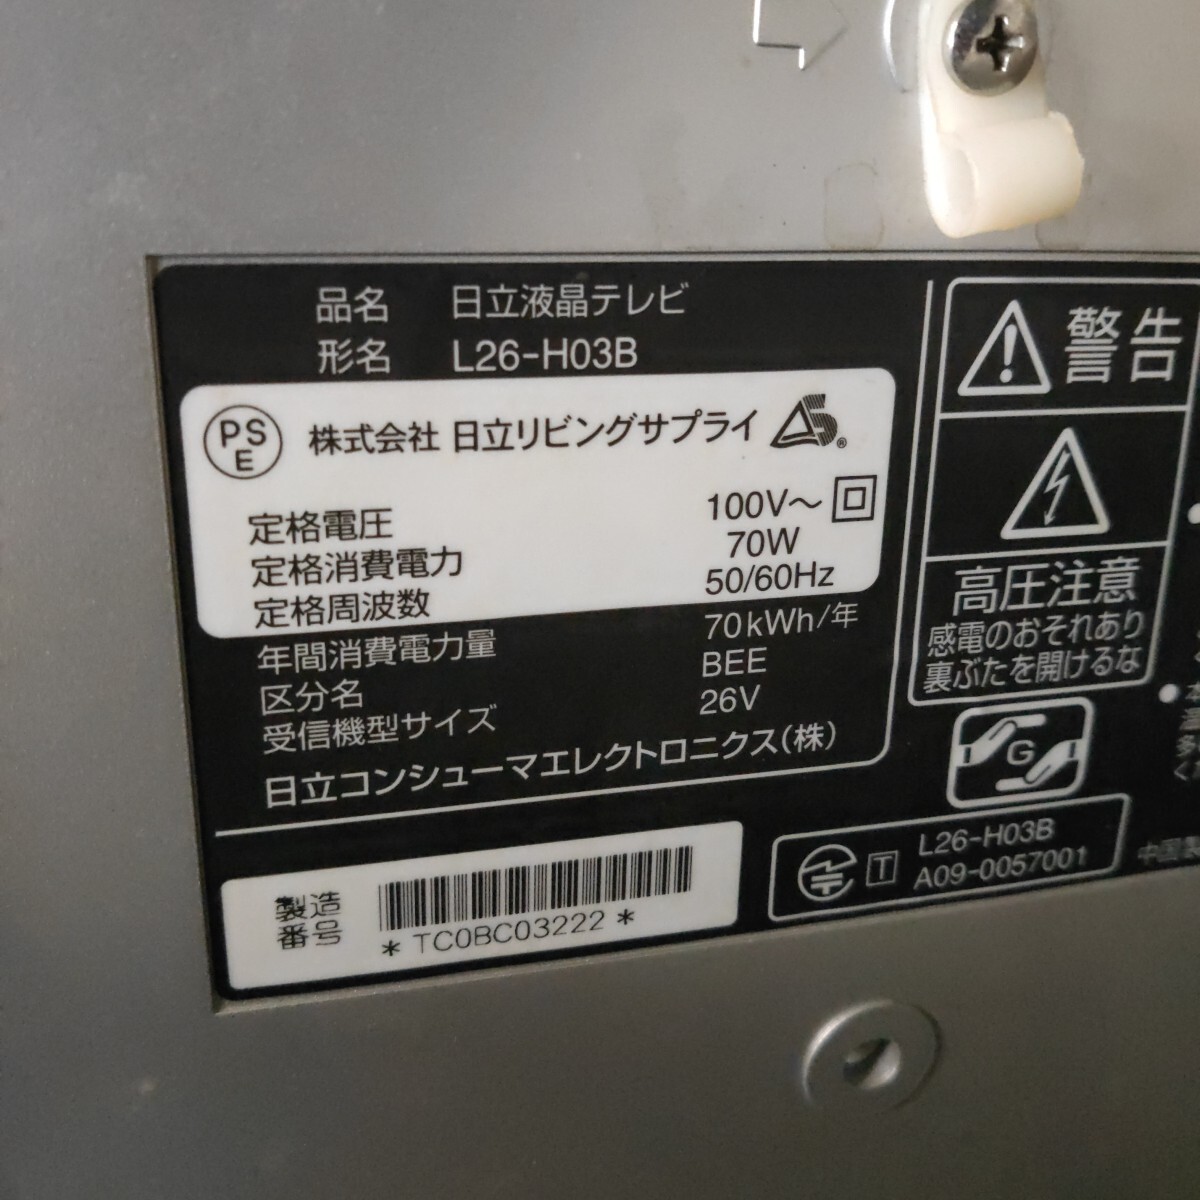 品名 日立液晶テレビ
形名 L26-H03B
PS
E
株式会社 日立リビングサプライ
定格電圧 100V～
定格消費電力 70W
定格周波数 50/60Hz
年間消費電力量 70kWh/年
区分名 BEE
受信機型サイズ 26V
日立コンシューマエレクトロニクス(株)
製造
番号
*TC0BC03222*
警告
高圧注意
感電のおそれあり
裏ぶたを開けるな
G
T
L26-H03B
A09-0057001
中国製